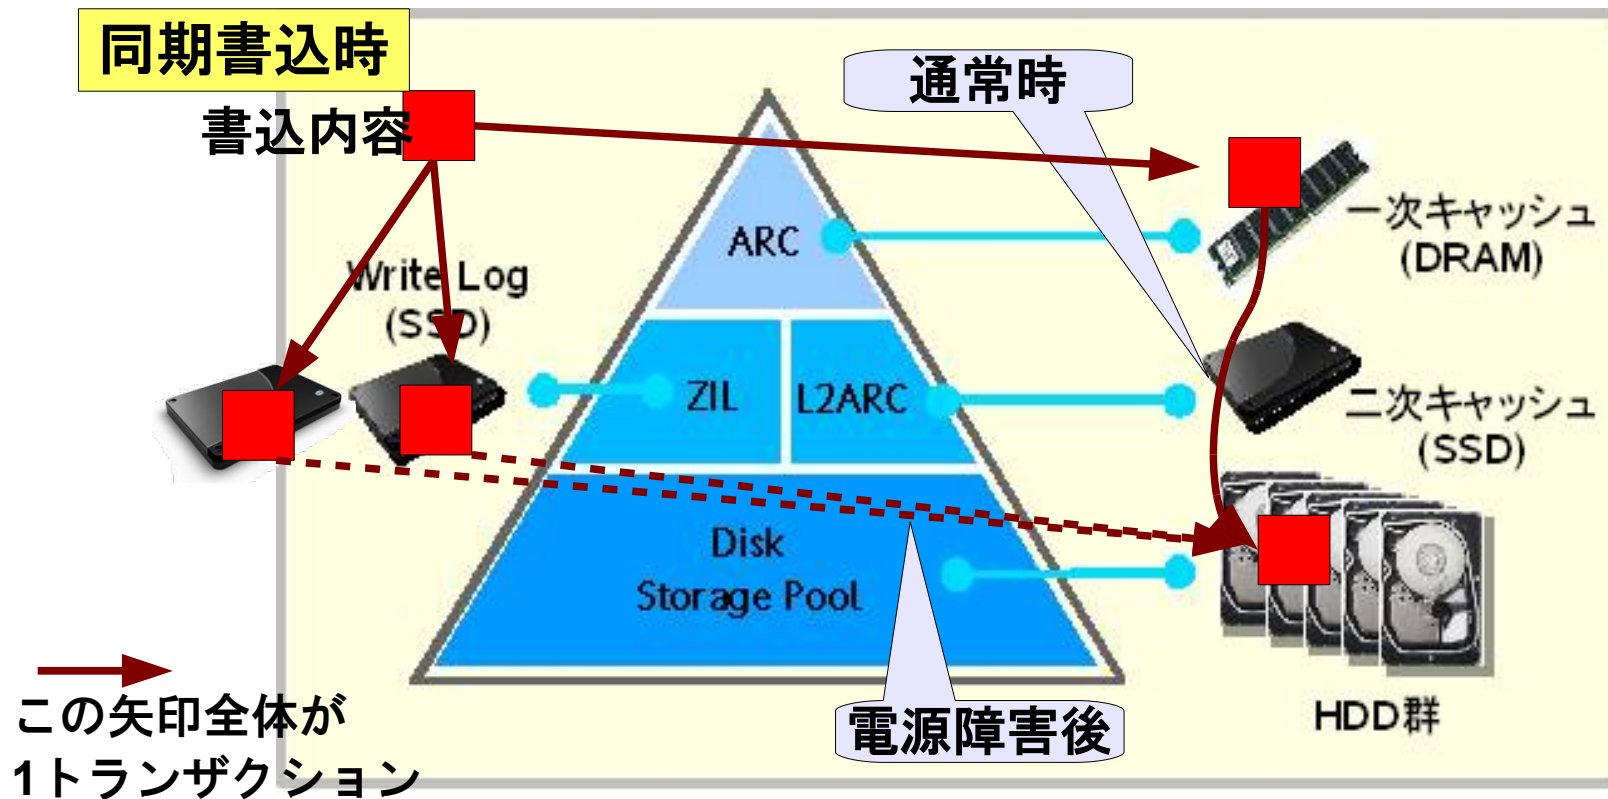 同期書込時
書込内容
通常時
ARC
一次キャッシュ
(DRAM)
Write Log
(SSD)
ZIL
L2ARC
二次キャッシュ
(SSD)
Disk
Storage Pool
HDD群
電源障害後
この矢印全体が
1トランザクション